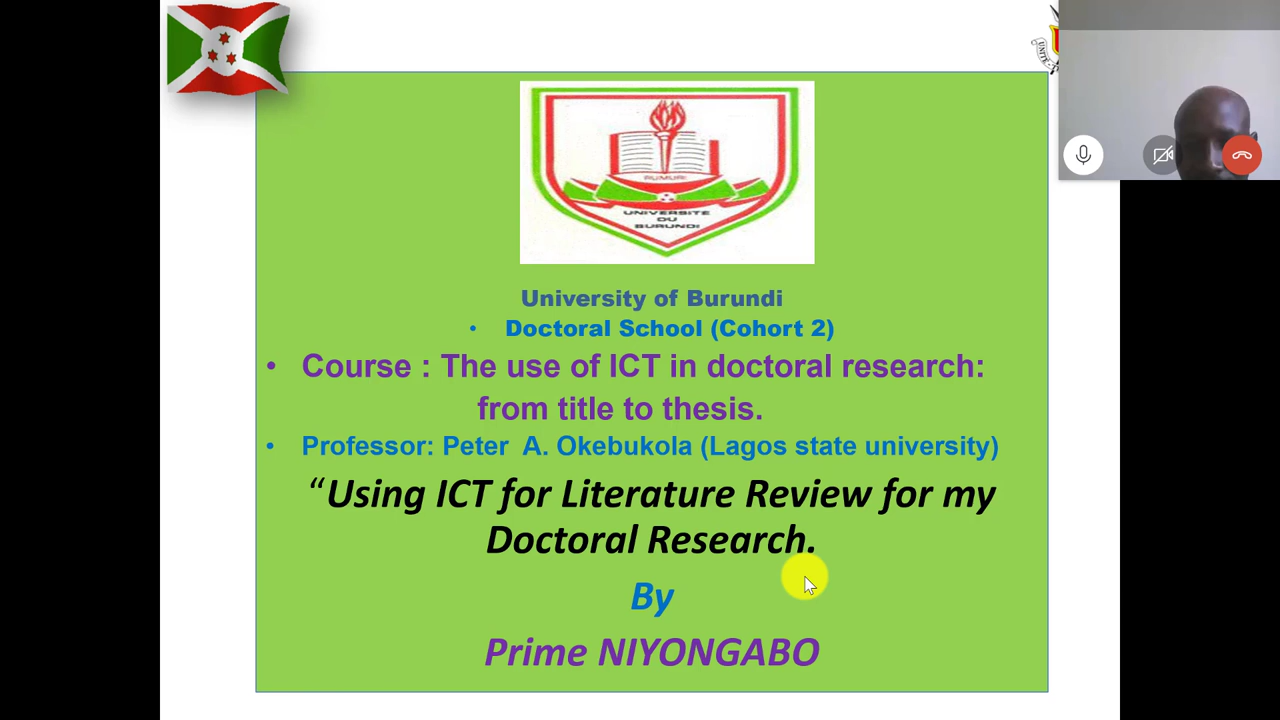 RUMURI
UNIVERSITE
DU
BURUNDI
UNITE
University of Burundi
• Doctoral School (Cohort 2)
• Course : The use of ICT in doctoral research:
from title to thesis.
• Professor: Peter A. Okebukola (Lagos state university)
“Using ICT for Literature Review for my
Doctoral Research.
By
Prime NIYONGABO